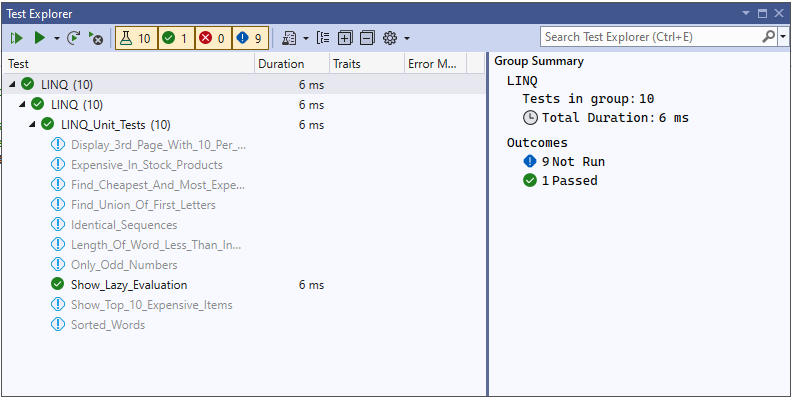 Test Explorer
10 1 0 9 Search Test Explorer (Ctrl+E)
Test Duration Traits Error M...
LINQ (10) 6 ms
LINQ (10) 6 ms
LINQ_Unit_Tests (10) 6 ms
Display_3rd_Page_With_10_Per_...
Expensive_In_Stock_Products
Find_Cheapest_And_Most_Expe...
Find_Union_Of_First_Letters
Identical_Sequences
Length_Of_Word_Less_Than_In...
Only_Odd_Numbers
Show_Lazy_Evaluation 6 ms
Show_Top_10_Expensive_Items
Sorted_Words
Group Summary
LINQ
Tests in group: 10
Total Duration: 6 ms
Outcomes
9 Not Run
1 Passed